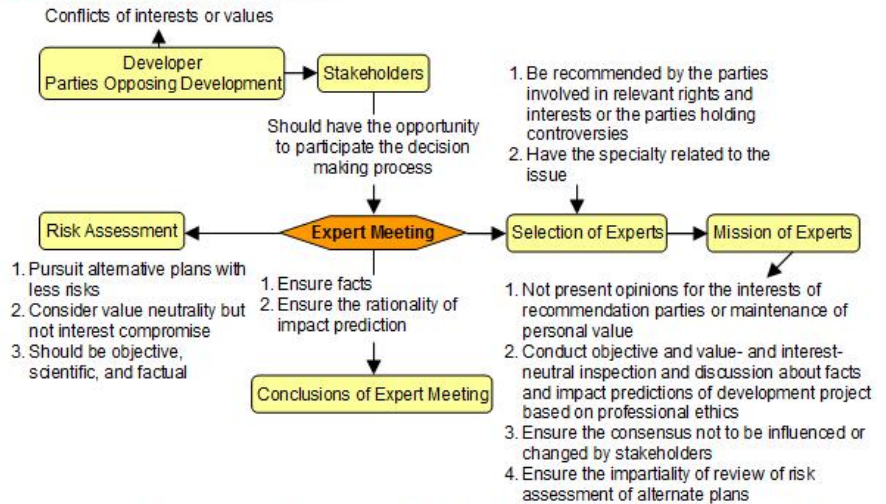 Conflicts of interests or values
Developer
Parties Opposing Development
Stakeholders
Should have the opportunity
to participate the decision
making process
1. Be recommended by the parties
involved in relevant rights and
interests or the parties holding
controversies
2. Have the specialty related to the
issue
Risk Assessment
Expert Meeting
Selection of Experts
Mission of Experts
1. Pursuit alternative plans with
less risks
2. Consider value neutrality but
not interest compromise
3. Should be objective,
scientific, and factual
1. Ensure facts
2. Ensure the rationality of
impact prediction
Conclusions of Expert Meeting
1. Not present opinions for the interests of
recommendation parties or maintenance of
personal value
2. Conduct objective and value- and interest-
neutral inspection and discussion about facts
and impact predictions of development project
based on professional ethics
3. Ensure the consensus not to be influenced or
changed by stakeholders
4. Ensure the impartiality of review of risk
assessment of alternate plans